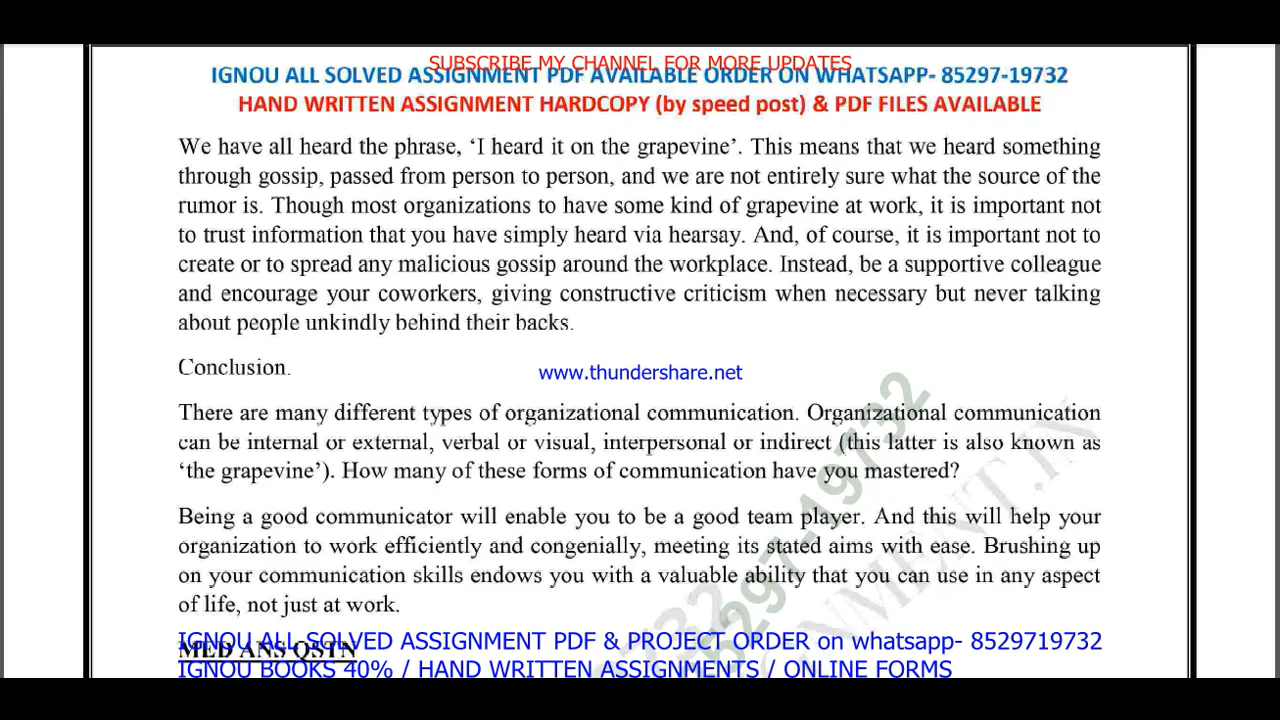 SUBSCRIBE MY CHANNEL FOR MORE UPDATES
IGNOU ALL SOLVED ASSIGNMENT PDF AVAILABLE ORDER ON WHATSAPP- 85297-19732
HAND WRITTEN ASSIGNMENT HARDCOPY (by speed post) & PDF FILES AVAILABLE
We have all heard the phrase, ‘I heard it on the grapevine’. This means that we heard something
through gossip, passed from person to person, and we are not entirely sure what the source of the
rumor is. Though most organizations to have some kind of grapevine at work, it is important not
to trust information that you have simply heard via hearsay. And, of course, it is important not to
create or to spread any malicious gossip around the workplace. Instead, be a supportive colleague
and encourage your coworkers, giving constructive criticism when necessary but never talking
about people unkindly behind their backs.
Conclusion.
www.thundershare.net
There are many different types of organizational communication. Organizational communication
can be internal or external, verbal or visual, interpersonal or indirect (this latter is also known as
‘the grapevine’). How many of these forms of communication have you mastered?
Being a good communicator will enable you to be a good team player. And this will help your
organization to work efficiently and congenially, meeting its stated aims with ease. Brushing up
on your communication skills endows you with a valuable ability that you can use in any aspect
of life, not just at work.
IGNOU ALL SOLVED ASSIGNMENT PDF & PROJECT ORDER on whatsapp- 8529719732
MED ANS QSTN
IGNOU BOOKS 40% / HAND WRITTEN ASSIGNMENTS / ONLINE FORMS
5297-19732
NMENT.IN